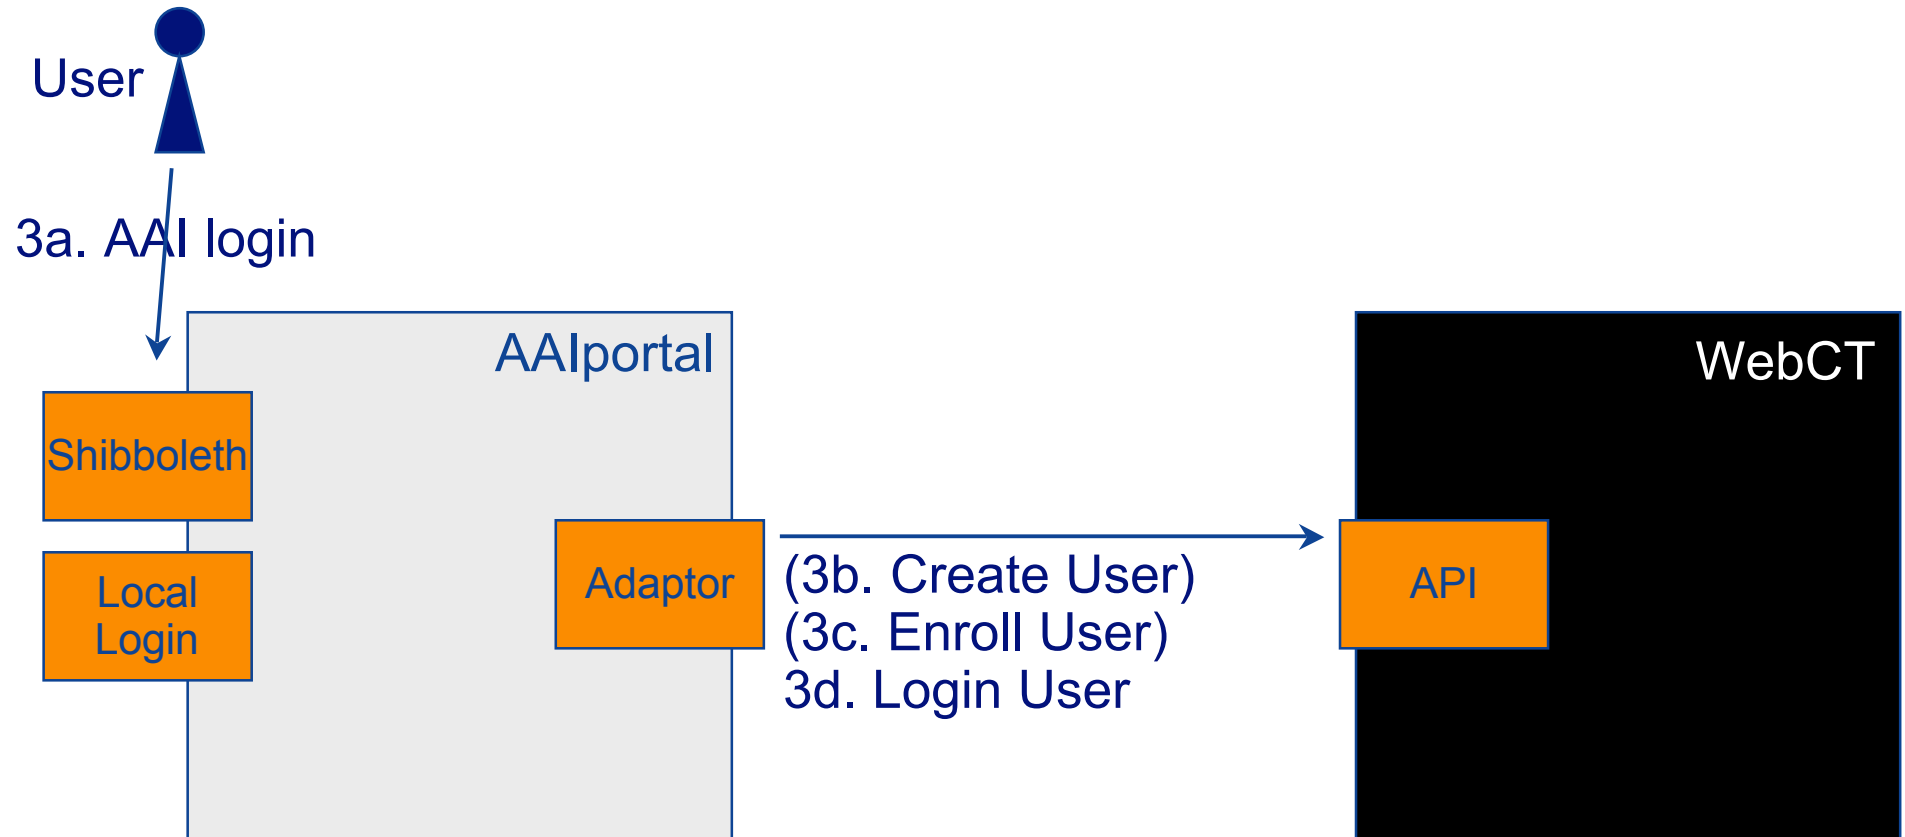 User
3a. AAI login
AAIportal
WebCT
Shibboleth
Local
Login
Adaptor
(3b. Create User)
(3c. Enroll User)
3d. Login User
API